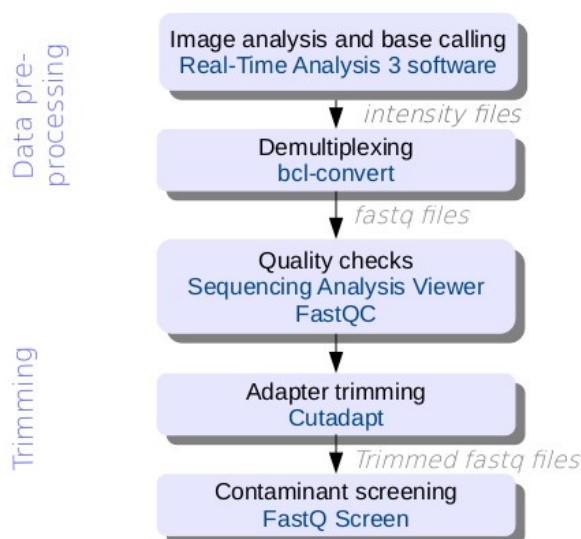 Data pre-
processing
Image analysis and base calling
Real-Time Analysis 3 software
intensity files
Demultiplexing
bcl-convert
fastq files
Quality checks
Sequencing Analysis Viewer
FastQC
Trimming
Adapter trimming
Cutadapt
Trimmed fastq files
Contaminant screening
FastQ Screen